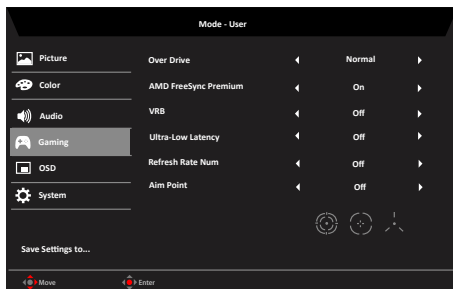 Mode - User
Picture
Color
Audio
Gaming
OSD
System
Save Settings to...
Over Drive Normal
AMD FreeSync Premium On
VRB Off
Ultra-Low Latency Off
Refresh Rate Num Off
Aim Point Off
Move Enter